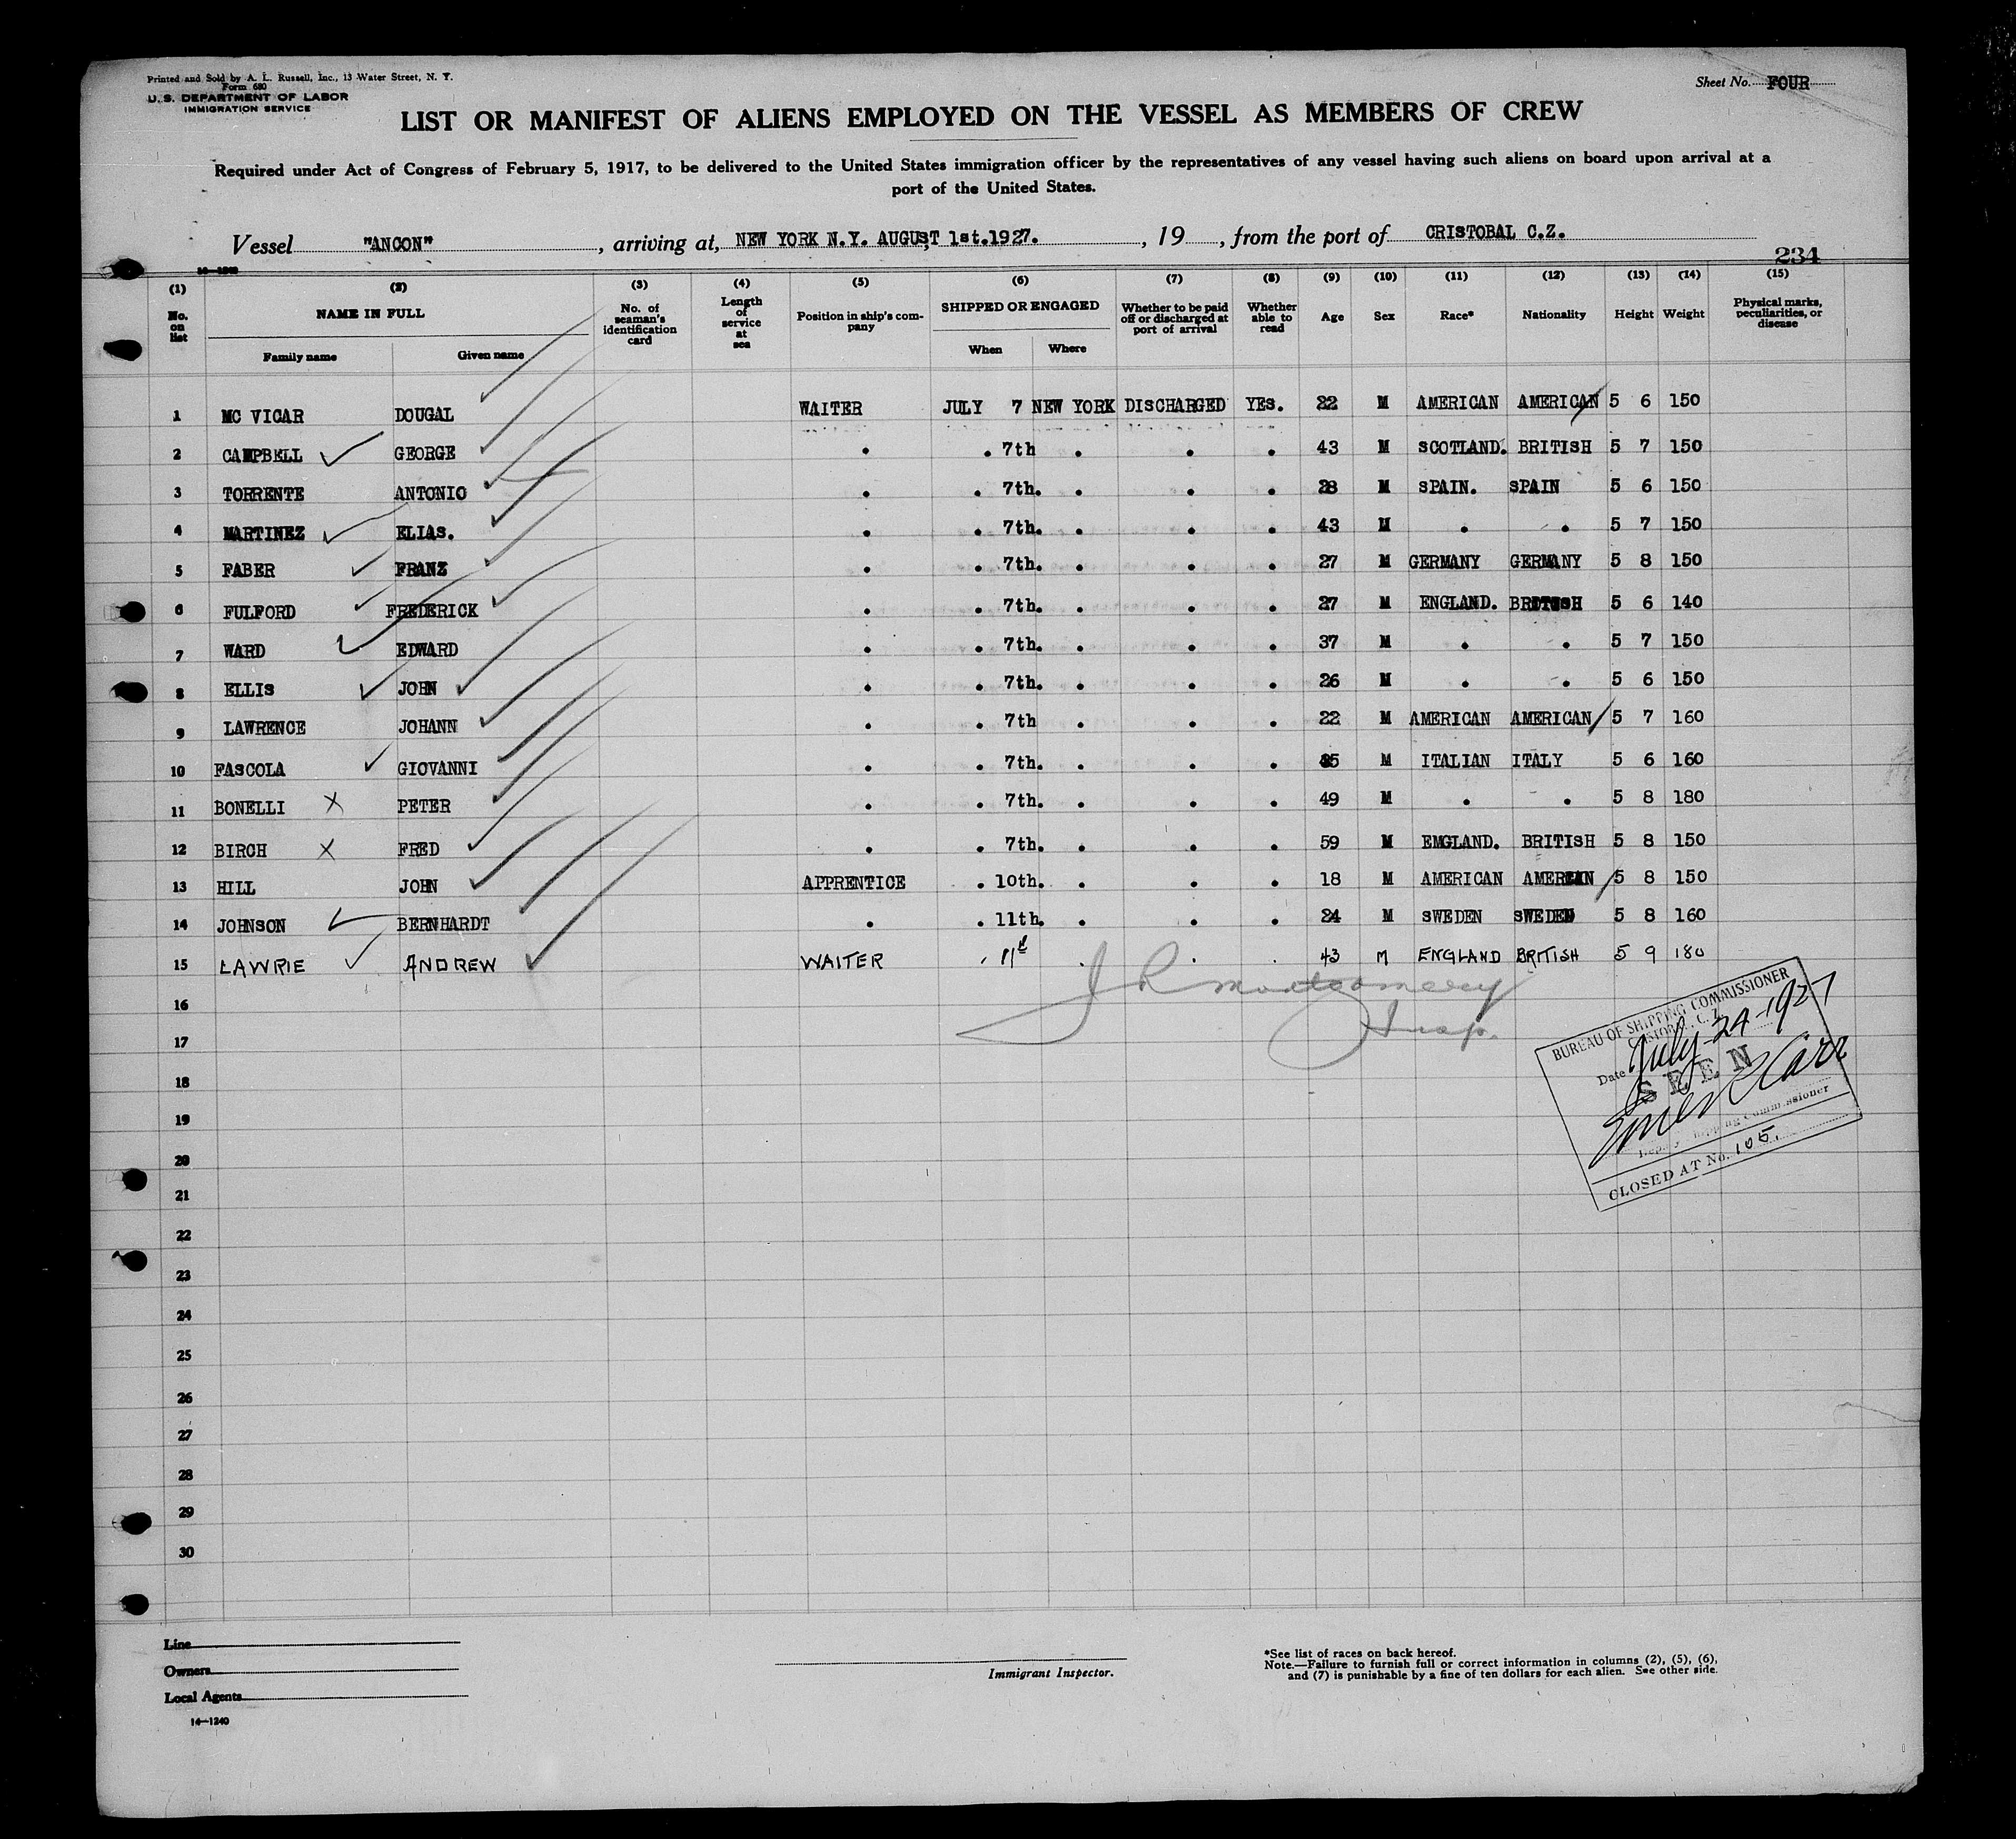 Printed and Sold by A. L. Russell, Inc., 13 Water Street, N. Y.
Form 680
U. S. DEPARTMENT OF LABOR
IMMIGRATION SERVICE
Sheet No. FOUR
LIST OR MANIFEST OF ALIENS EMPLOYED ON THE VESSEL AS MEMBERS OF CREW
Required under Act of Congress of February 5, 1917, to be delivered to the United States immigration officer by the representatives of any vessel having such aliens on board upon arrival at a
port of the United States.
Vessel "ANCON", arriving at, NEW YORK N.Y. AUGUST 1st.1927., 19, from the port of CRISTOBAL C.Z.
234
14-1240
(1) (2) (3) (4) (5) (6) (7) (8) (9) (10) (11) (12) (13) (14) (15)
No. on list NAME IN FULL No. of seaman's identification card Length of service at sea Position in ship's company SHIPPED OR ENGAGED Whether to be paid off or discharged at port of arrival Whether able to read Age Sex Race* Nationality Height Weight Physical marks, peculiarities, or disease
Family name Given name When Where
1 MC VICAR DOUGAL WAITER JULY 7 NEW YORK DISCHARGED YES. 22 M AMERICAN AMERICAN 5 6 150
2 CAMPBELL GEORGE . . 7th . . . 43 M SCOTLAND. BRITISH 5 7 150
3 TORRENTE ANTONIO . . 7th. . . . 28 M SPAIN. SPAIN 5 6 150
4 MARTINEZ ELIAS. . . 7th. . . . 43 M . . 5 7 150
5 FABER FRANZ . . 7th. . . . 27 M GERMANY GERMANY 5 8 150
6 FULFORD FREDERICK . . 7th. . . . 27 M ENGLAND. BRITISH 5 6 140
7 WARD EDWARD . . 7th. . . . 37 M . . 5 7 150
8 ELLIS JOHN . . 7th. . . . 26 M . . 5 6 150
9 LAWRENCE JOHANN . . 7th . . . 22 M AMERICAN AMERICAN 5 7 160
10 FASCOLA GIOVANNI . . 7th. . . . M ITALIAN ITALY 5 6 160
11 BONELLI PETER . . 7th. . . . 49 M . . 5 8 180
12 BIRCH FRED . . 7th. . . . 59 M ENGLAND. BRITISH 5 8 150
13 HILL JOHN APPRENTICE . 10th. . . . 18 M AMERICAN AMERICAN 5 8 150
14 JOHNSON BERNHARDT . . 11th. . . . 24 M SWEDEN SWEDEN 5 8 160
15 LAWRIE ANDREW WAITER . 11th . . . 43 M ENGLAND BRITISH 5 9 180
16
J R Montgomery
Insp.
17
18
19
20
21
22
23
24
25
26
27
28
29
30
BUREAU OF SHIPPING COMMISSIONER
CRISTOBAL, C. Z.
Date July-24-1927
SEEN
Carr
Deputy Shipping Commissioner
CLOSED AT No. 105.
Line
Owners
Local Agents
14-1240
Immigrant Inspector.
*See list of races on back hereof.
Note.—Failure to furnish full or correct information in columns (2), (5), (6),
and (7) is punishable by a fine of ten dollars for each alien. See other side.